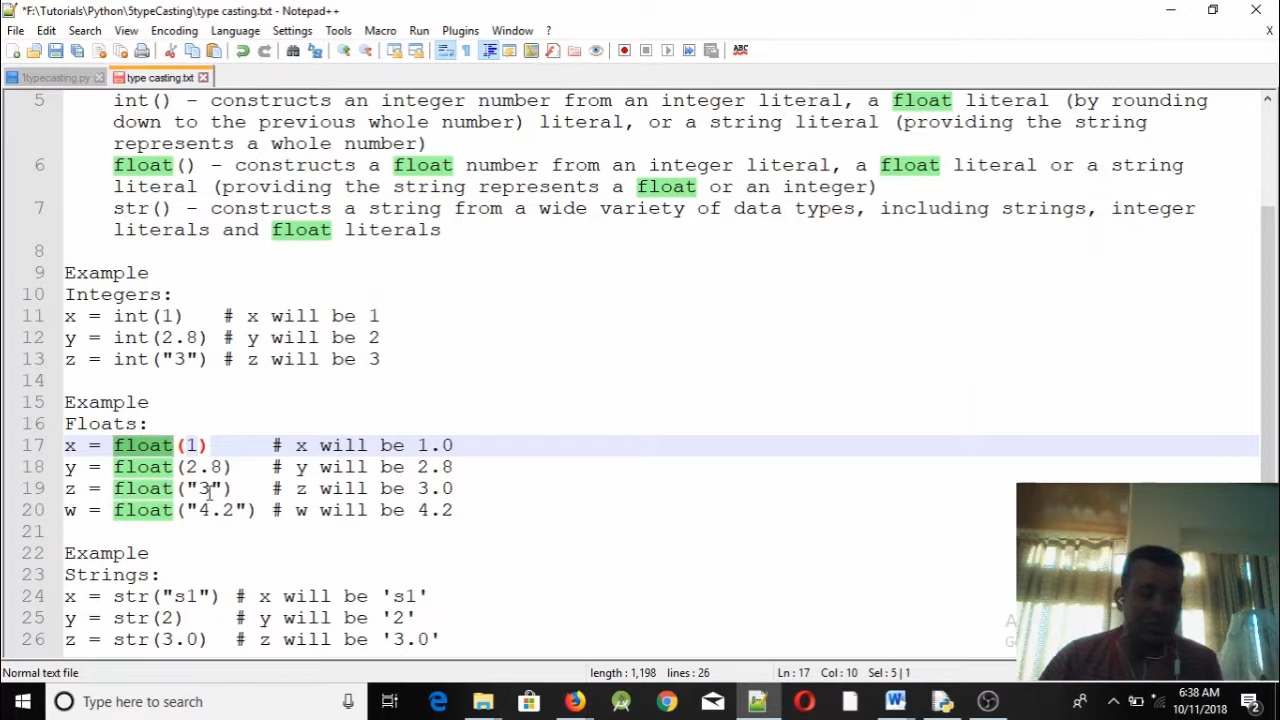 *F:\Tutorials\Python\5typeCasting\type casting.txt - Notepad++
File Edit Search View Encoding Language Settings Tools Macro Run Plugins Window ? X
ABC
1typecasting.py type casting.txt
5 int() - constructs an integer number from an integer literal, a float literal (by rounding
down to the previous whole number) literal, or a string literal (providing the string
represents a whole number)
6 float() - constructs a float number from an integer literal, a float literal or a string
literal (providing the string represents a float or an integer)
7 str() - constructs a string from a wide variety of data types, including strings, integer
literals and float literals
8
9 Example
10 Integers:
11 x = int(1) # x will be 1
12 y = int(2.8) # y will be 2
13 z = int("3") # z will be 3
14
15 Example
16 Floats:
17 x = float(1) # x will be 1.0
18 y = float(2.8) # y will be 2.8
19 z = float("3") # z will be 3.0
20 w = float("4.2") # w will be 4.2
21
22 Example
23 Strings:
24 x = str("s1") # x will be 's1'
25 y = str(2) # y will be '2'
26 z = str(3.0) # z will be '3.0'
Normal text file length : 1,198 lines : 26 Ln : 17 Col : 10 Sel : 5 | 1
Type here to search
6:38 AM
10/11/2018
2